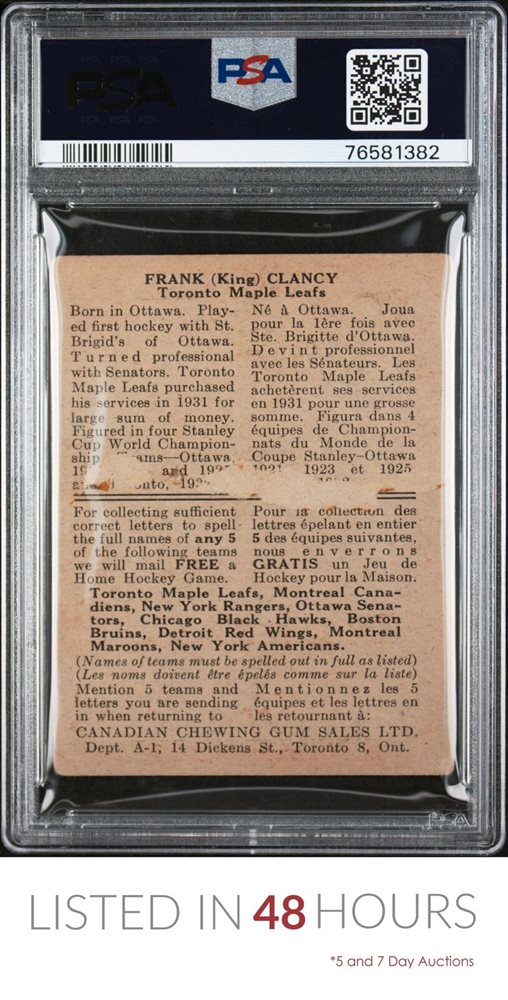 PSA
76581382
FRANK (King) CLANCY
Toronto Maple Leafs
Born in Ottawa. Play-
ed first hockey with St.
Brigid's of Ottawa.
Turned professional
with Senators. Toronto
Maple Leafs purchased
his services in 1931 for
large sum of money.
Figured in four Stanley
Cup World Champion-
ship
and
Né à Ottawa. Joua
pour la 1ère fois avec
Ste. Brigitte d'Ottawa.
Devint professionnel
avec les Sénateurs. Les
Toronto Maple Leafs
achetèrent ses services
en 1931 pour une grosse
somme. Figura dans 4
équipes de Champion-
nats du Monde de la
Coupe Stanley—Ottawa
1923 et 1925
For collecting sufficient
correct letters to spell
the full names of any 5
of the following teams
we will mail FREE a
Home Hockey Game.
Pour la collection des
lettres épelant en entier
5 des équipes suivantes,
nous enverrons
GRATIS un Jeu de
Hockey pour la Maison.
Toronto Maple Leafs, Montreal Cana-
diens, New York Rangers, Ottawa Sena-
tors, Chicago Black Hawks, Boston
Bruins, Detroit Red Wings, Montreal
Maroons, New York Americans.
(Names of teams must be spelled out in full as listed)
(Les noms doivent être épelés comme sur la liste)
Mention 5 teams and
letters you are sending
in when returning to
Mentionnez les 5
équipes et les lettres en
les retournant à:
CANADIAN CHEWING GUM SALES LTD.
Dept. A-1, 14 Dickens St., Toronto 8, Ont.
PSA
LISTED IN 48 HOURS
*5 and 7 Day Auctions